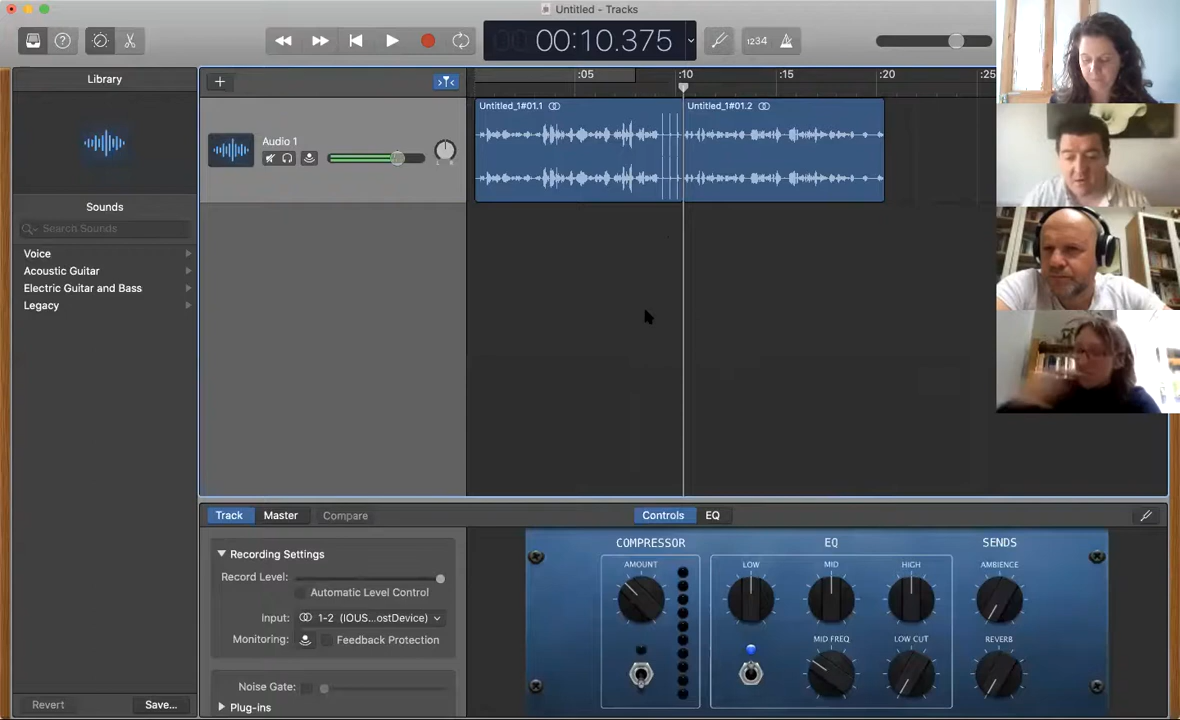 Untitled - Tracks
1234
00:10.375
Library
:05
:10
:15
:20
:25
Untitled_1#01.1
Untitled_1#01.2
Audio 1
L R
Sounds
Search Sounds
Voice
Acoustic Guitar
Electric Guitar and Bass
Legacy
Track
Master
Compare
Controls
EQ
Recording Settings
Record Level:
Automatic Level Control
Input:
1-2 (IOUS...ostDevice)
Monitoring:
Feedback Protection
Noise Gate:
Plug-ins
COMPRESSOR
EQ
SENDS
AMOUNT
LOW
MID
HIGH
AMBIENCE
MID FREQ
LOW CUT
REVERB
Revert
Save...